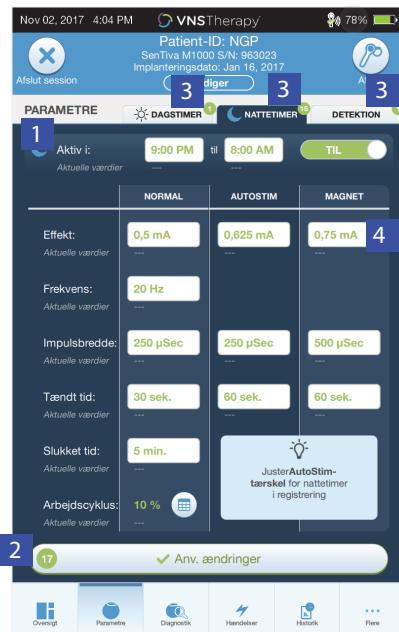 Nov 02, 2017 4:04 PM VNSTherapy 78%
Patient-ID: NGP
SenTiva M1000 S/N: 963023
Implanteringsdato: Jan 16, 2017
Afslut session
diger
3
3
3
PARAMETRE
DAGSTIMER 1
NATTETIMER 15
DETEKTION
1
Aktiv i: 9:00 PM til 8:00 AM TIL
Aktuelle værdier --- ---
NORMAL AUTOSTIM MAGNET
Effekt: 0,5 mA 0,625 mA 0,75 mA 4
Aktuelle værdier --- --- ---
Frekvens: 20 Hz
Aktuelle værdier ---
Impulsbredde: 250 µSec 250 µSec 500 µSec
Aktuelle værdier --- --- ---
Tændt tid: 30 sek. 60 sek. 60 sek.
Aktuelle værdier --- --- ---
Slukket tid: 5 min.
Aktuelle værdier ---
JusterAutoStim-
tærskel for nattetimer
i registrering
Arbejdscyklus: 10 %
Aktuelle værdier ---
2
17 Anv. ændringer
Oversigt Parametre Diagnostik Hændelser Historik Flere